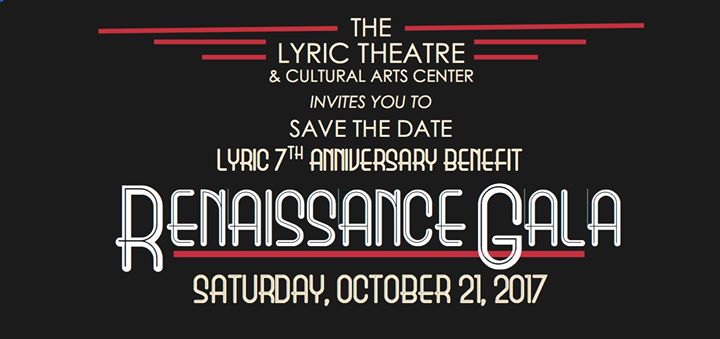 THE
LYRIC THEATRE
& CULTURAL ARTS CENTER
INVITES YOU TO
SAVE THE DATE
LYRIC 7TH ANNIVERSARY BENEFIT
RENAISSANCE GALA
SATURDAY, OCTOBER 21, 2017